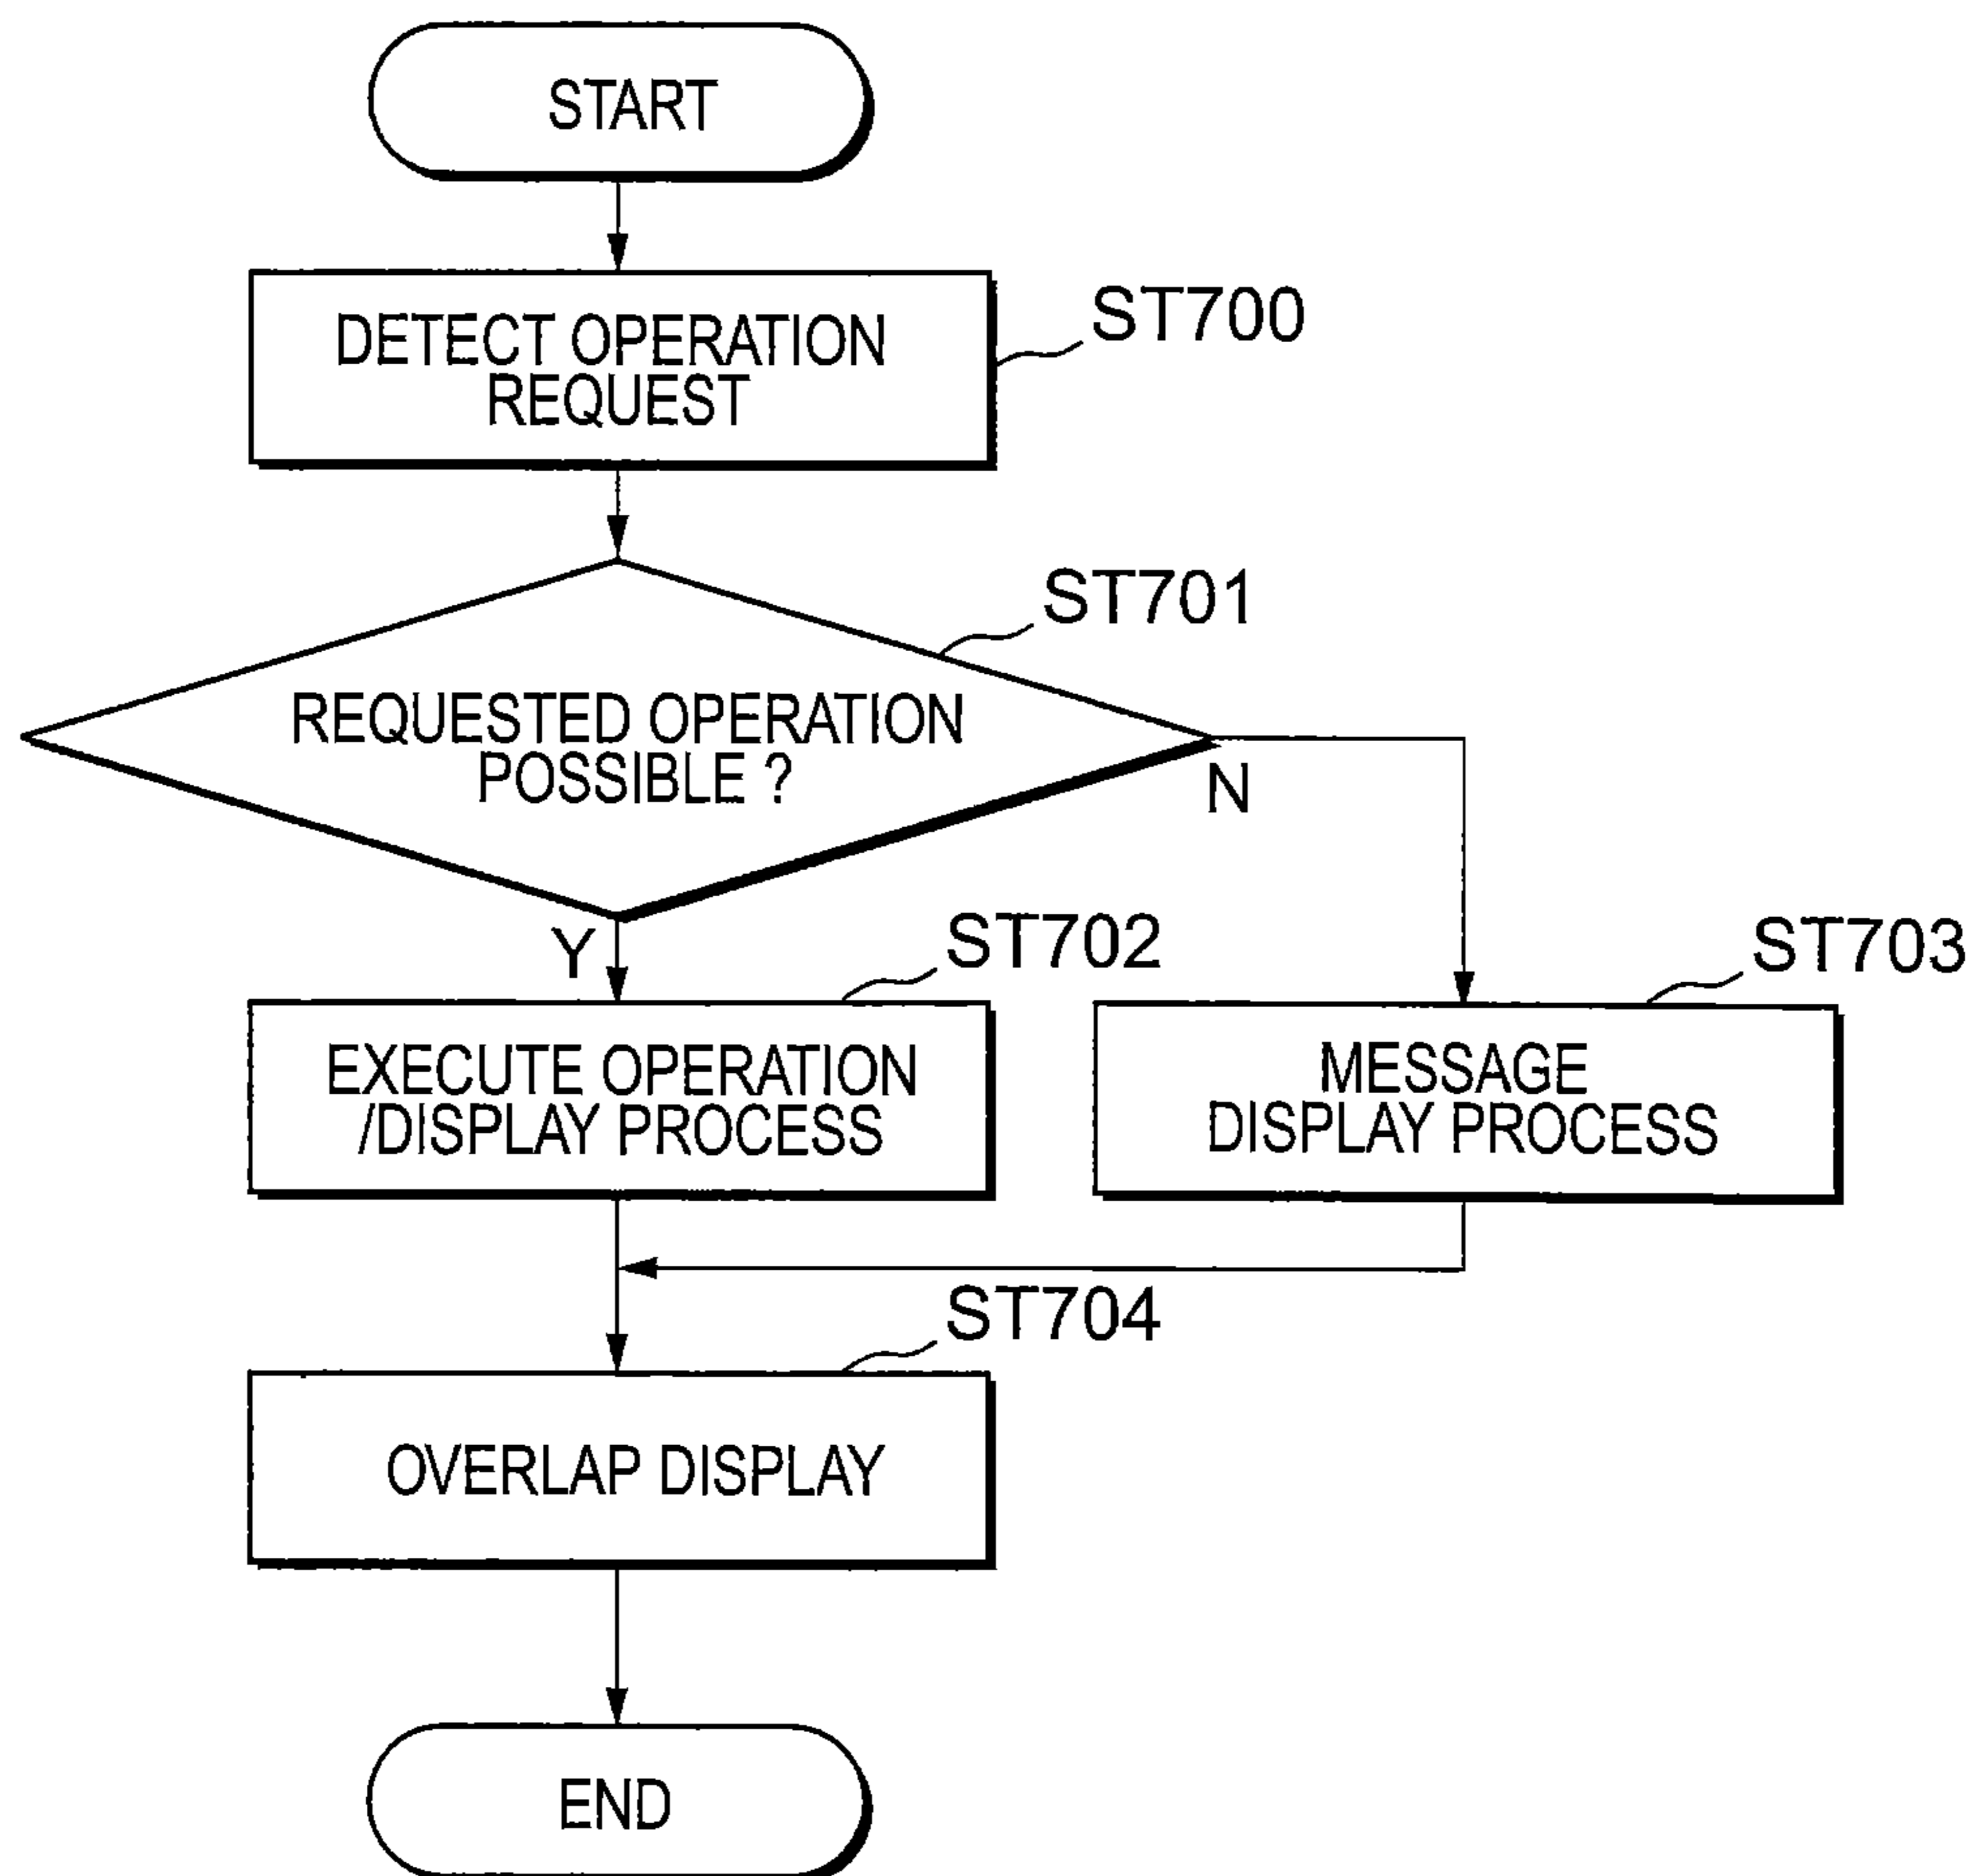 START
ST700
DETECT OPERATION
REQUEST
ST701
REQUESTED OPERATION
POSSIBLE ?
N
Y
ST702
ST703
EXECUTE OPERATION
/DISPLAY PROCESS
MESSAGE
DISPLAY PROCESS
ST704
OVERLAP DISPLAY
END